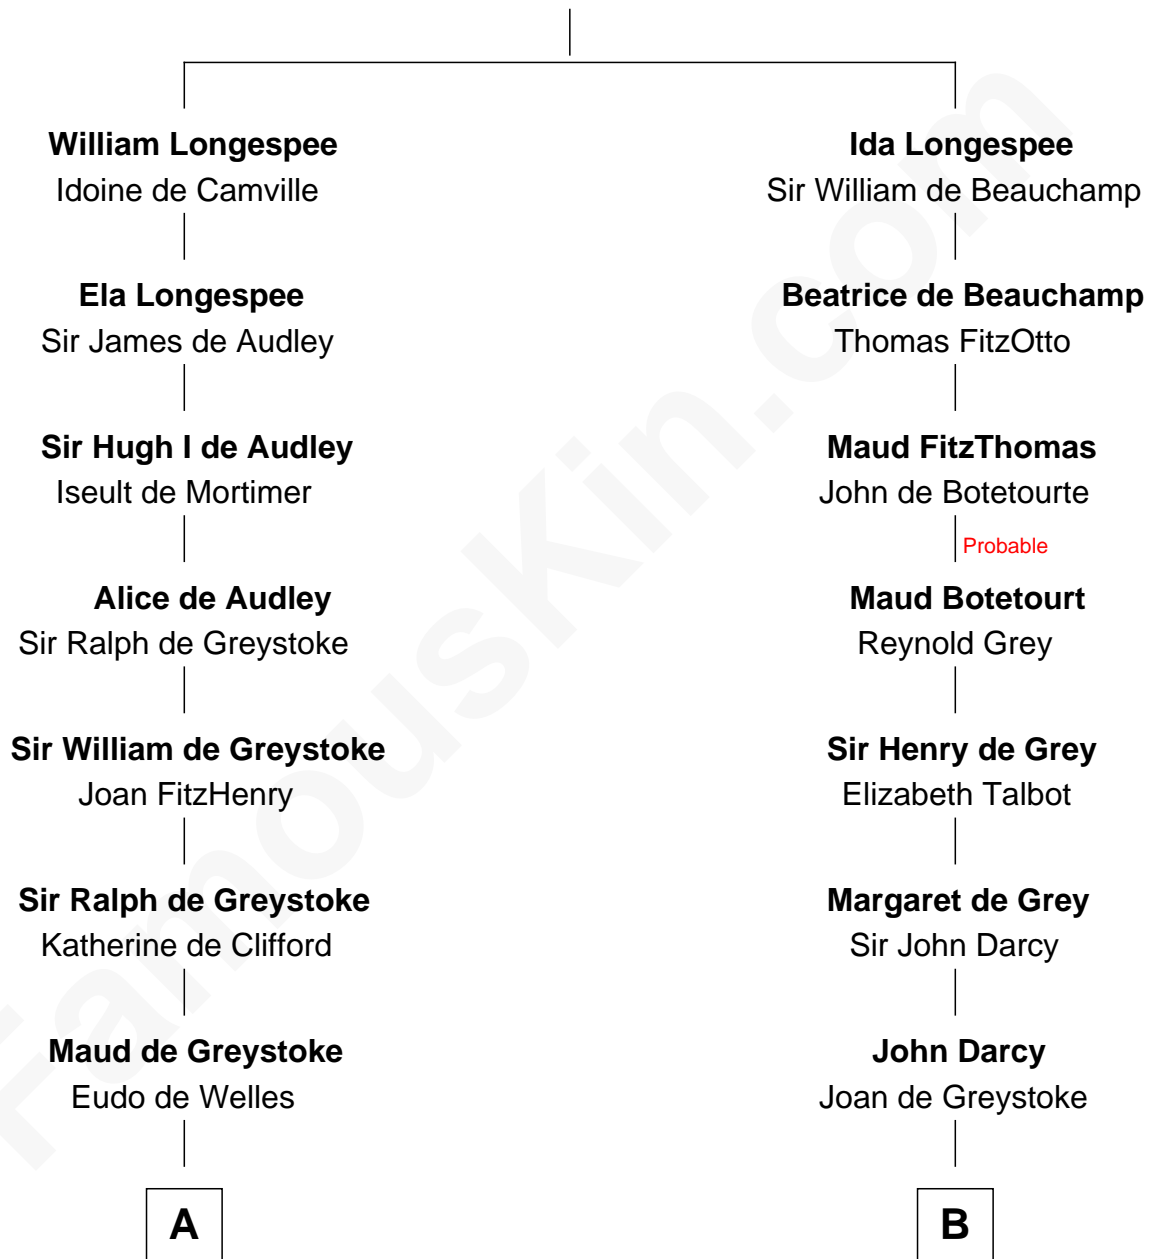 William Longespee
Idoine de Camville
Ela Longespee
Sir James de Audley
Sir Hugh I de Audley
Iseult de Mortimer
Alice de Audley
Sir Ralph de Greystoke
Sir William de Greystoke
Joan FitzHenry
Sir Ralph de Greystoke
Katherine de Clifford
Maud de Greystoke
Eudo de Welles
A
Ida Longespee
Sir William de Beauchamp
Beatrice de Beauchamp
Thomas FitzOtto
Maud FitzThomas
John de Botetourte
Probable
Maud Botetourt
Reynold Grey
Sir Henry de Grey
Elizabeth Talbot
Margaret de Grey
Sir John Darcy
John Darcy
Joan de Greystoke
B
FamousKin.com